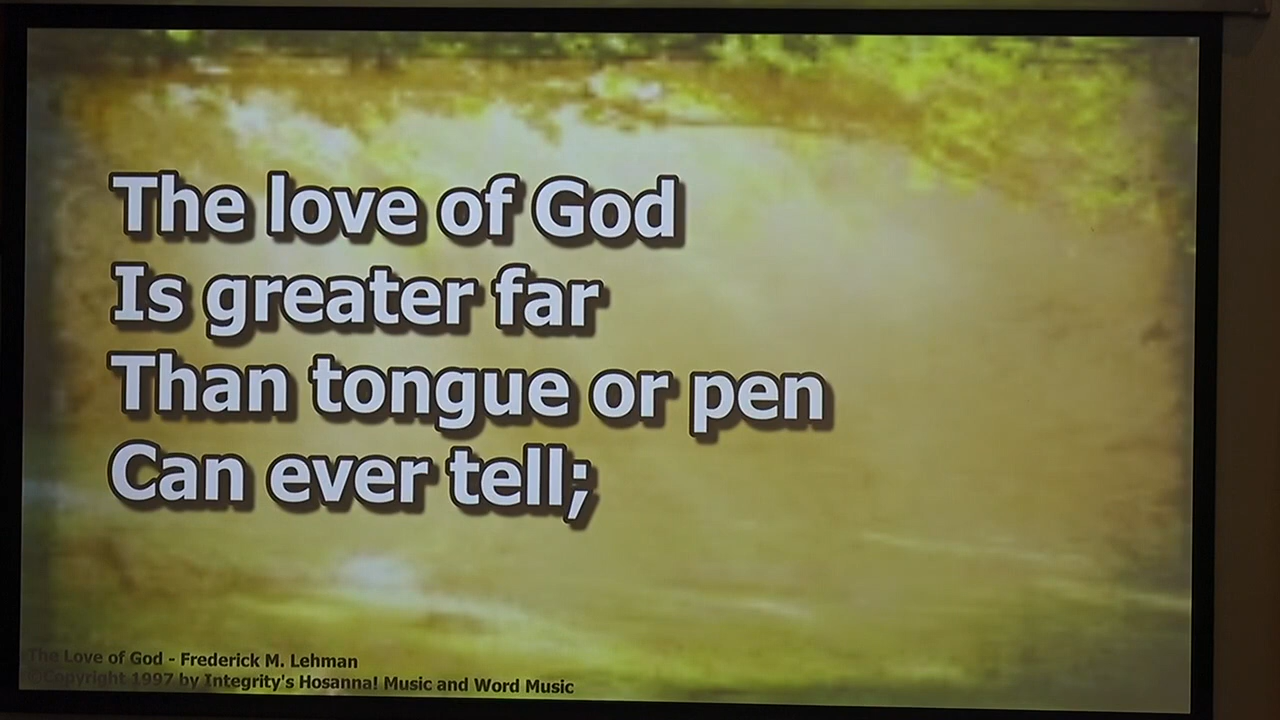 The love of God
Is greater far
Than tongue or pen
Can ever tell;
The Love of God - Frederick M. Lehman
©Copyright 1997 by Integrity's Hosanna! Music and Word Music